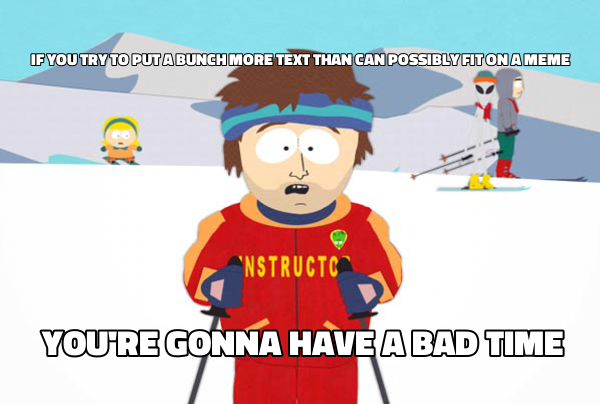 IF YOU TRY TO PUT A BUNCH MORE TEXT THAN CAN POSSIBLY FIT ON A MEME
INSTRUCTO
YOU'RE GONNA HAVE A BAD TIME